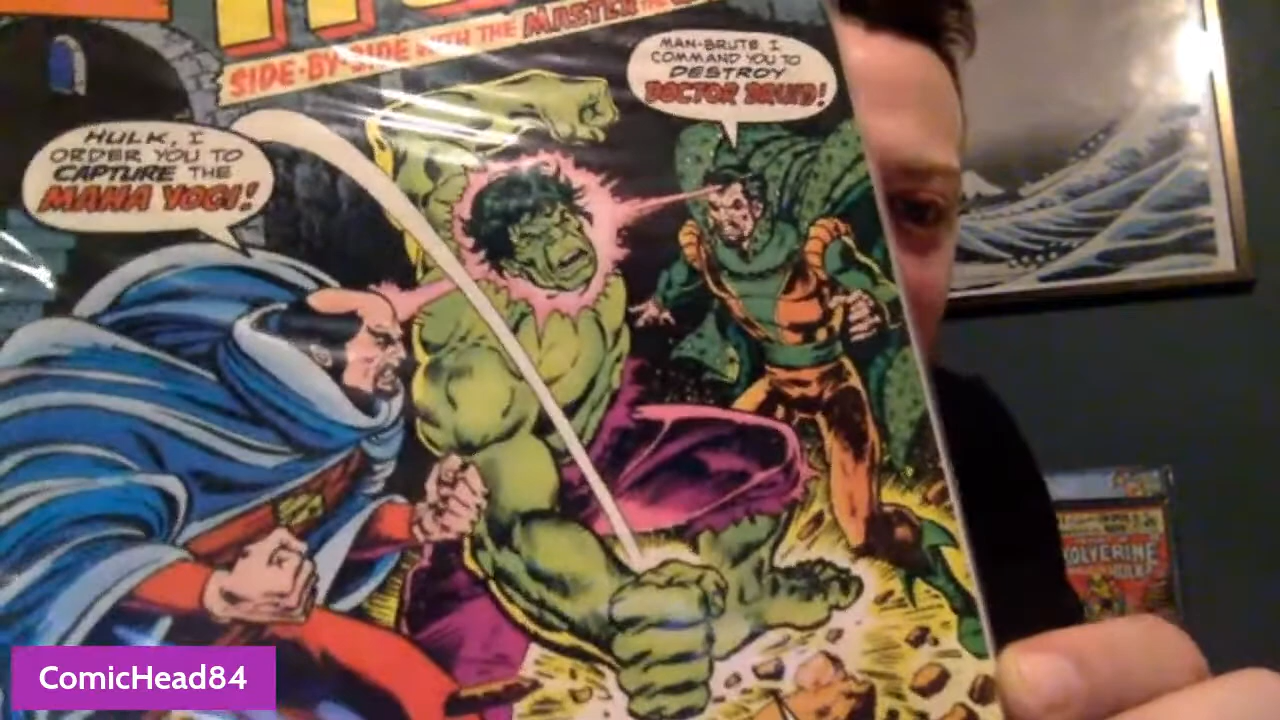 SIDE-BY-SIDE WITH THE MASTER
MAN-BRUTE, I
COMMAND YOU TO
DESTROY
DOCTOR DRUID!
HULK, I
ORDER YOU TO
CAPTURE THE
MAHA YOGI!
WOLVERINE
HULK
ComicHead84